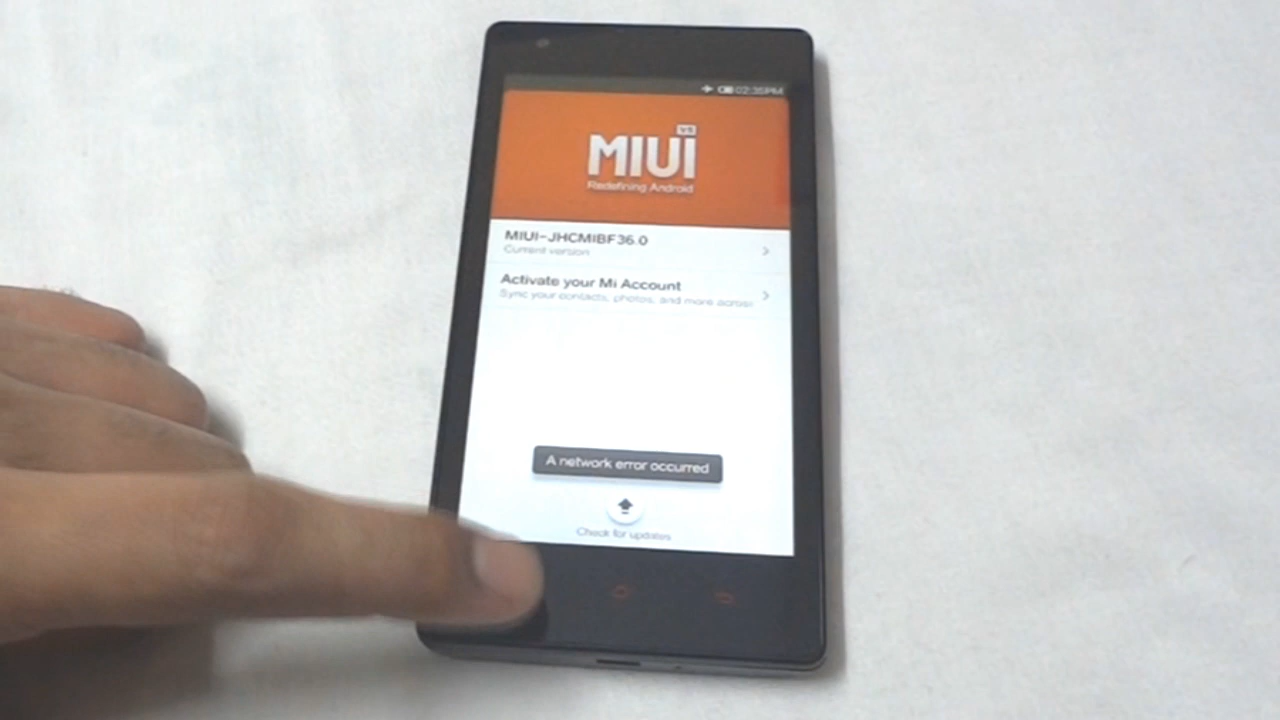 02:35PM
V5
MIUI
Redefining Android
MIUI-JHCMIBF36.0
Current version
Activate your Mi Account
Sync your contacts, photos, and more across
A network error occurred
Check for updates